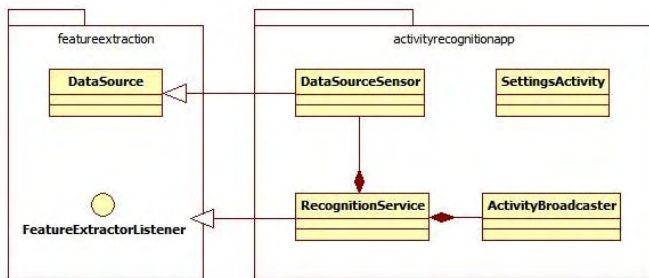 featureextraction
activityrecognitionapp
DataSource
DataSourceSensor
SettingsActivity
FeatureExtractorListener
RecognitionService
ActivityBroadcaster